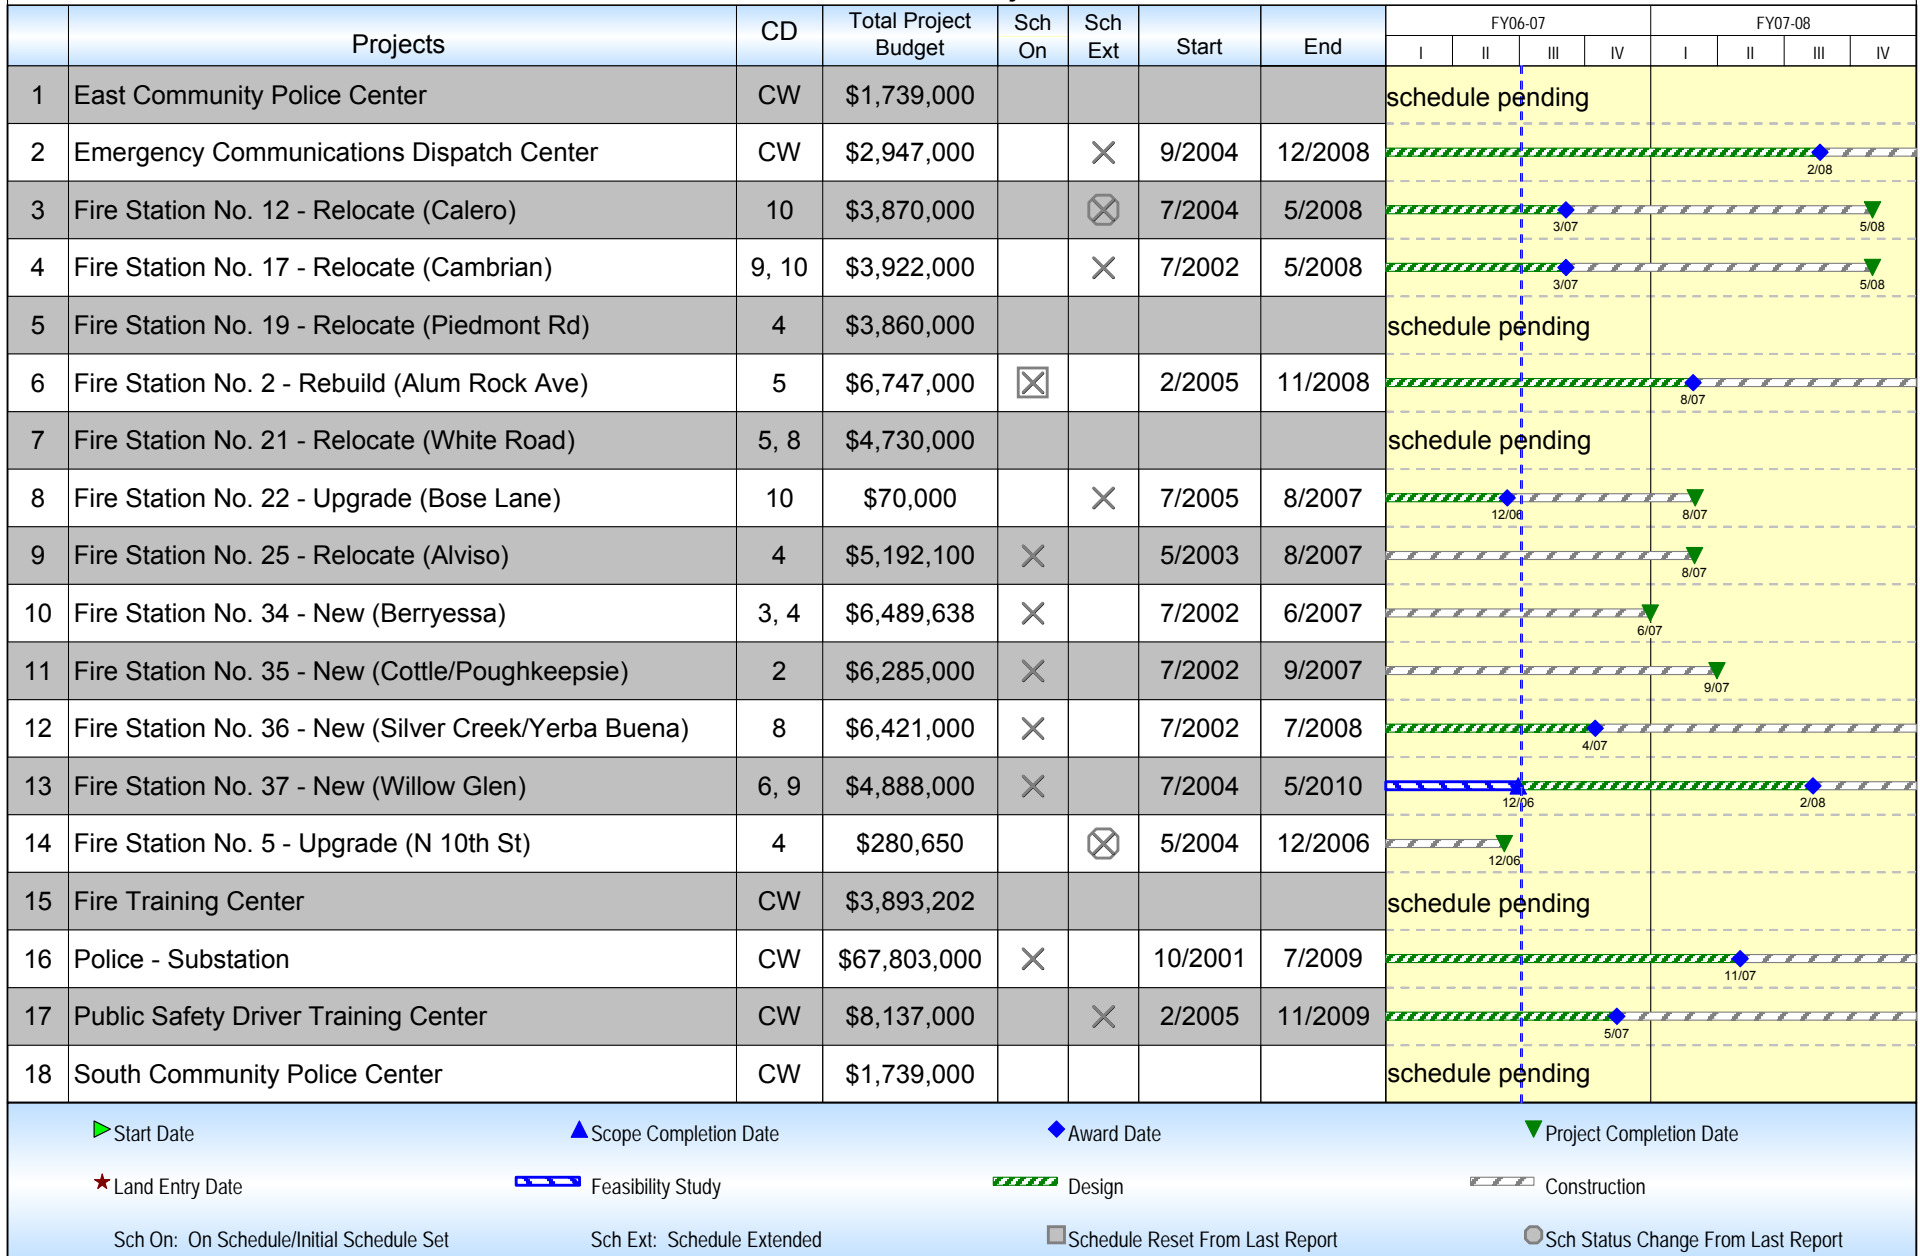 Projects CD Total Project Budget Sch On Sch Ext Start End FY06-07 FY07-08
I II III IV I II III IV
1 East Community Police Center CW $1,739,000 schedule pending
2 Emergency Communications Dispatch Center CW $2,947,000 9/2004 12/2008 2/08
3 Fire Station No. 12 - Relocate (Calero) 10 $3,870,000 7/2004 5/2008 3/07 5/08
4 Fire Station No. 17 - Relocate (Cambrian) 9, 10 $3,922,000 7/2002 5/2008 3/07 5/08
5 Fire Station No. 19 - Relocate (Piedmont Rd) 4 $3,860,000 schedule pending
6 Fire Station No. 2 - Rebuild (Alum Rock Ave) 5 $6,747,000 2/2005 11/2008 8/07
7 Fire Station No. 21 - Relocate (White Road) 5, 8 $4,730,000 schedule pending
8 Fire Station No. 22 - Upgrade (Bose Lane) 10 $70,000 7/2005 8/2007 12/06 8/07
9 Fire Station No. 25 - Relocate (Alviso) 4 $5,192,100 5/2003 8/2007 8/07
10 Fire Station No. 34 - New (Berryessa) 3, 4 $6,489,638 7/2002 6/2007 6/07
11 Fire Station No. 35 - New (Cottle/Poughkeepsie) 2 $6,285,000 7/2002 9/2007 9/07
12 Fire Station No. 36 - New (Silver Creek/Yerba Buena) 8 $6,421,000 7/2002 7/2008 4/07
13 Fire Station No. 37 - New (Willow Glen) 6, 9 $4,888,000 7/2004 5/2010 12/06 2/08
14 Fire Station No. 5 - Upgrade (N 10th St) 4 $280,650 5/2004 12/2006 12/06
15 Fire Training Center CW $3,893,202 schedule pending
16 Police - Substation CW $67,803,000 10/2001 7/2009 11/07
17 Public Safety Driver Training Center CW $8,137,000 2/2005 11/2009 5/07
18 South Community Police Center CW $1,739,000 schedule pending
Start Date Scope Completion Date Award Date Project Completion Date
Land Entry Date Feasibility Study Design Construction
Sch On: On Schedule/Initial Schedule Set Sch Ext: Schedule Extended Schedule Reset From Last Report Sch Status Change From Last Report